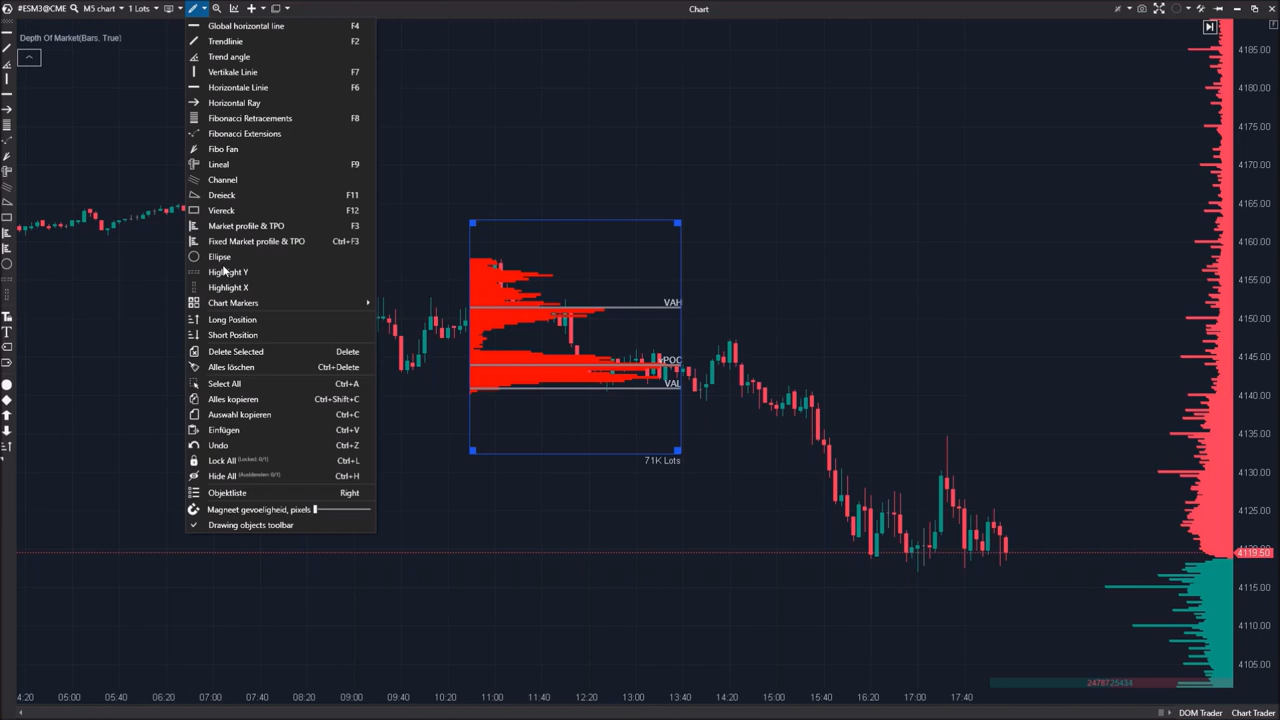 #ESM3@CME M5 chart 1 Lots Chart
Depth Of Market(Bars, True)
Global horizontal line F4
Trendlinie F2
Trend angle
Vertikale Linie F7
Horizontale Linie F6
Horizontal Ray
Fibonacci Retracements F8
Fibonacci Extensions
Fibo Fan
Lineal F9
Channel
Dreieck F11
Viereck F12
Market profile & TPO F3
Fixed Market profile & TPO Ctrl+F3
Ellipse
Highlight Y
Highlight X
Chart Markers
Long Position
Short Position
Delete Selected Delete
Alles löschen Ctrl+Delete
Select All Ctrl+A
Alles kopieren Ctrl+Shift+C
Auswahl kopieren Ctrl+C
Einfügen Ctrl+V
Undo Ctrl+Z
Lock All (Locked: 0/1) Ctrl+L
Hide All (Ausblenden: 0/1) Ctrl+H
Objektliste Right
Magneet gevoeligheid, pixels
Drawing objects toolbar
VAH
POC
VAL
71K Lots
4185.00
4180.00
4175.00
4170.00
4165.00
4160.00
4155.00
4150.00
4145.00
4140.00
4135.00
4130.00
4125.00
4119.50
4115.00
4110.00
4105.00
2478725434
4:20 05:00 05:40 06:20 07:00 07:40 08:20 09:00 09:40 10:20 11:00 11:40 12:20 13:00 13:40 14:20 15:00 15:40 16:20 17:00 17:40
DOM Trader Chart Trader